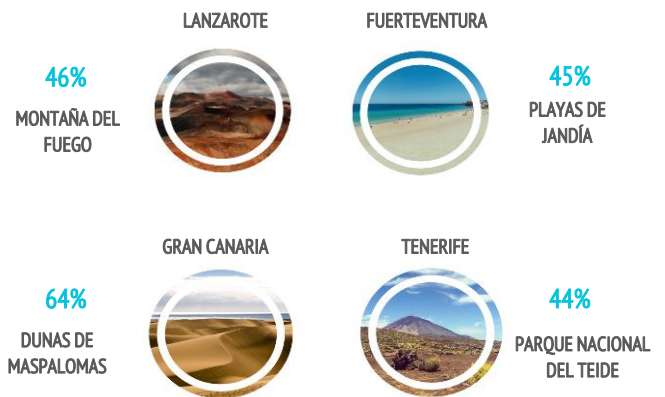 LANZAROTE
46%
MONTAÑA DEL
FUEGO
FUERTEVENTURA
45%
PLAYAS DE
JANDÍA
GRAN CANARIA
64%
DUNAS DE
MASPALOMAS
TENERIFE
44%
PARQUE NACIONAL
DEL TEIDE